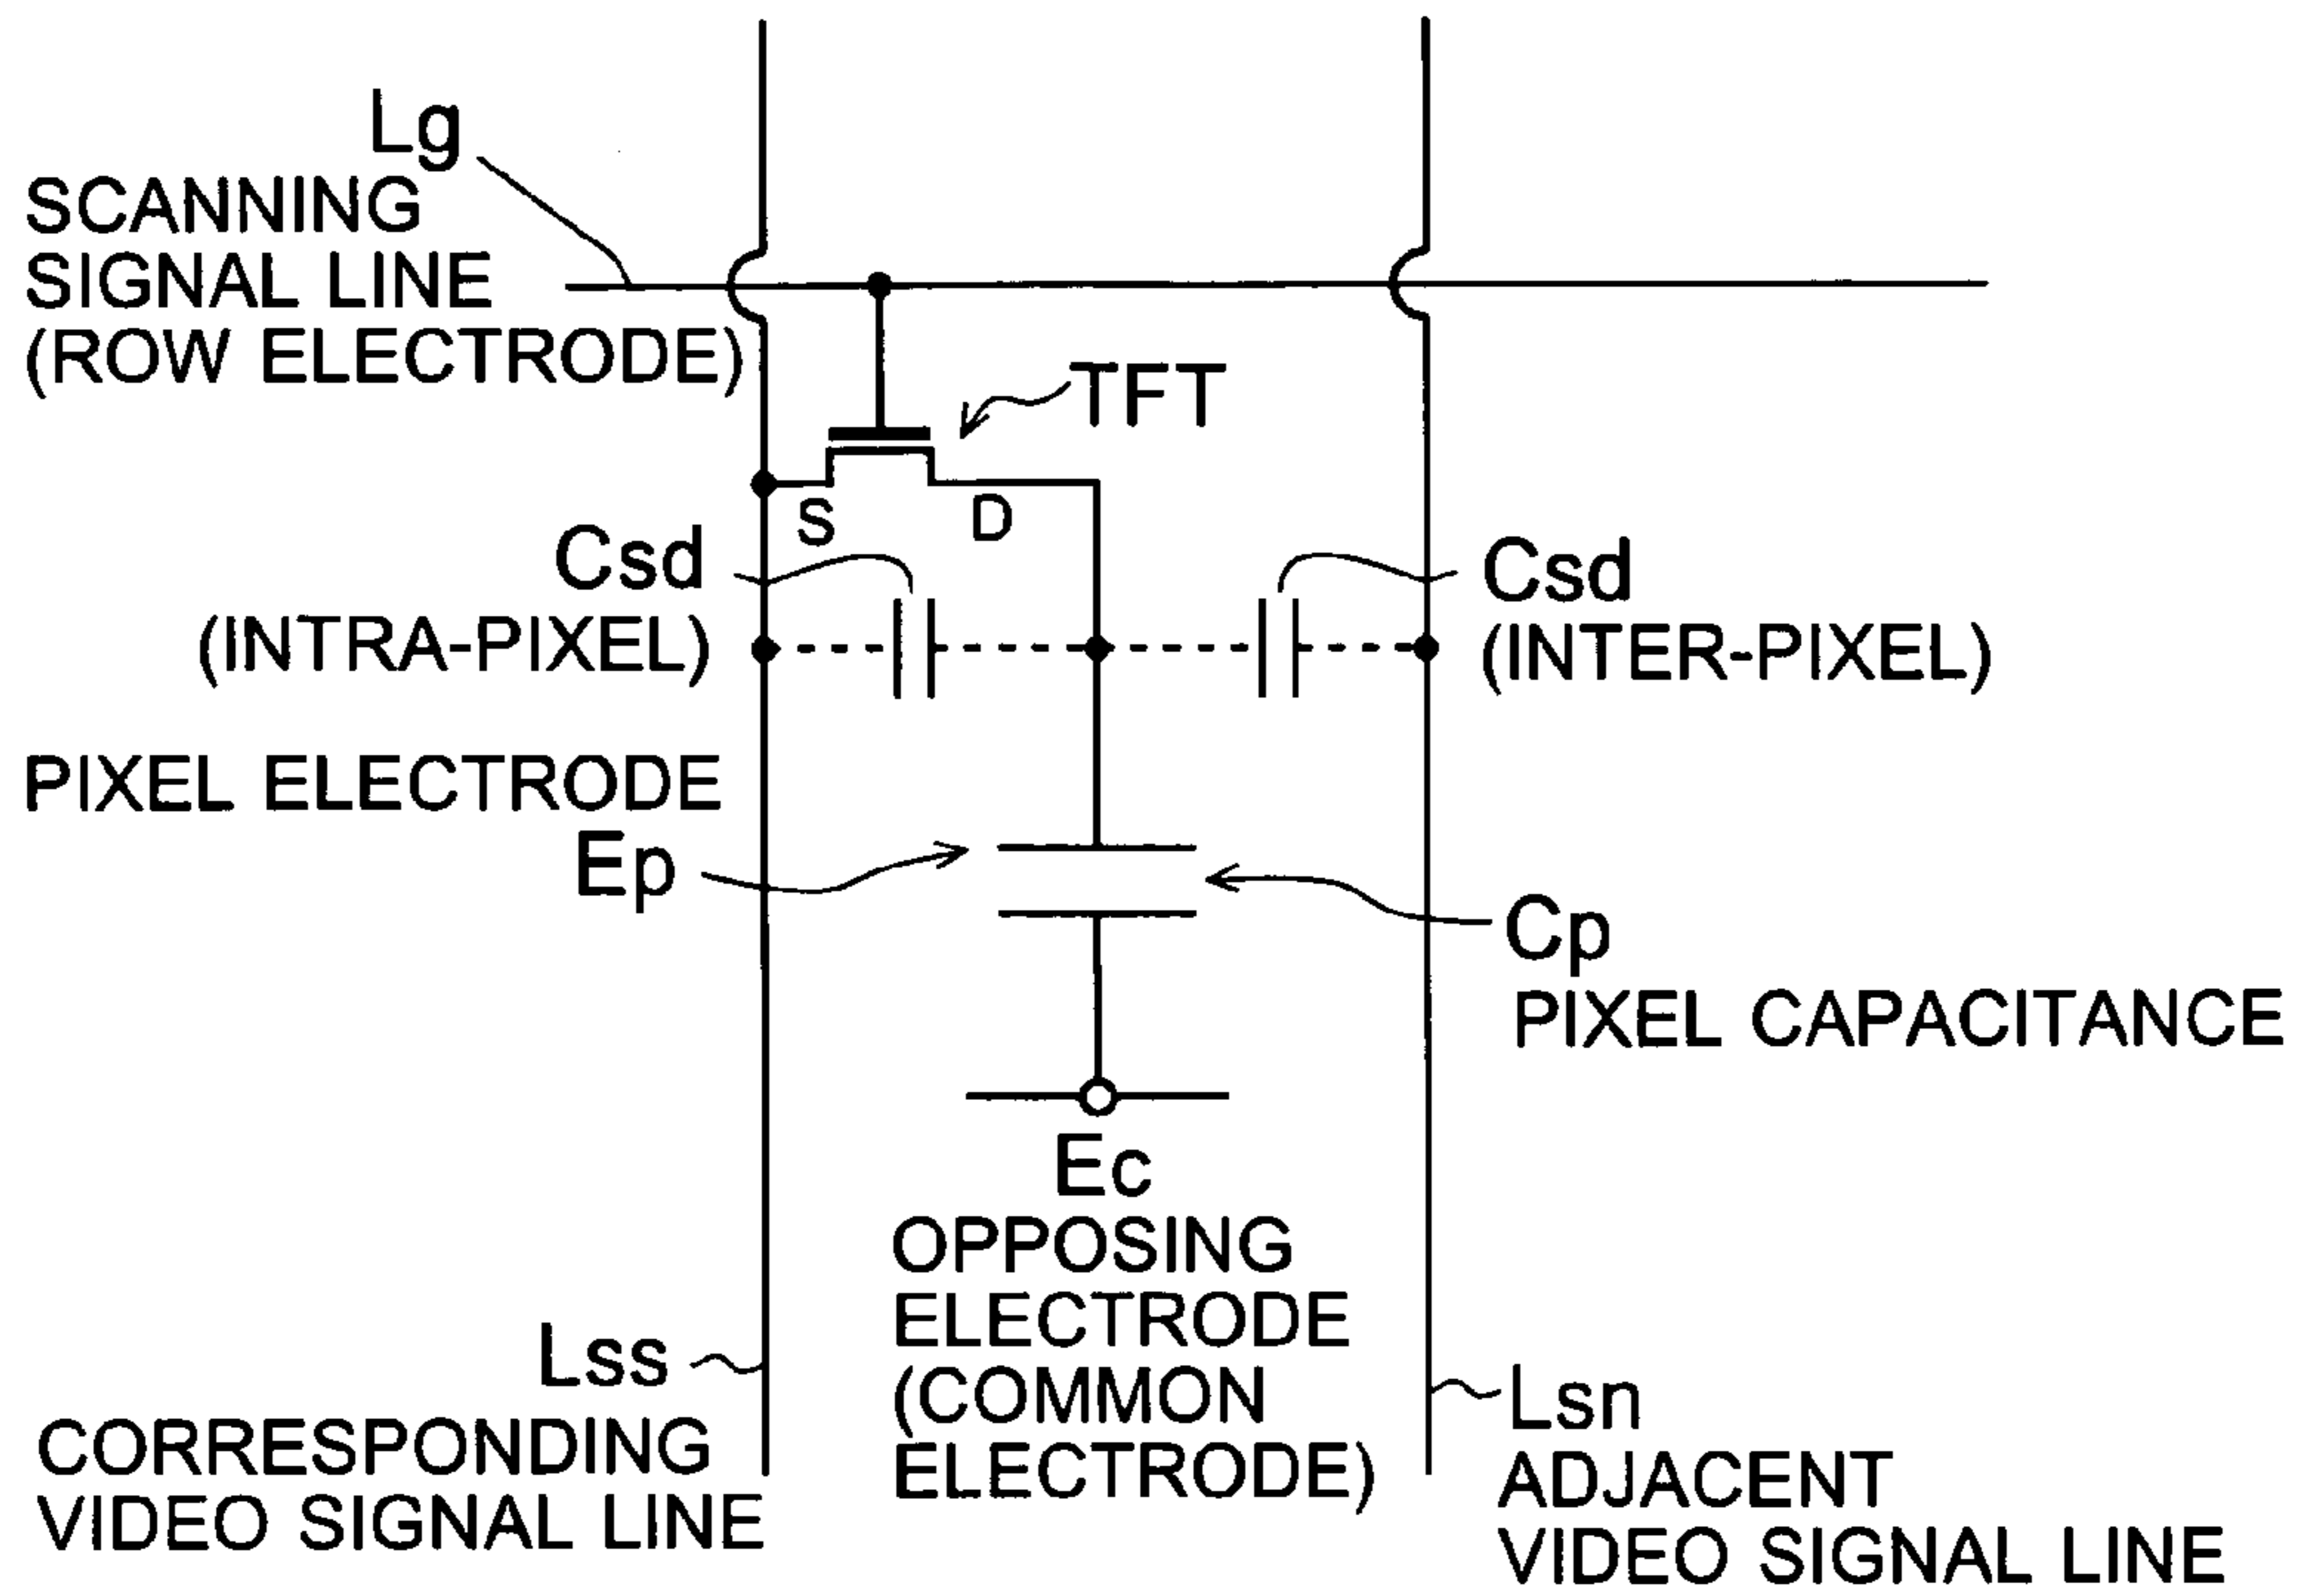 Lg
SCANNING
SIGNAL LINE
(ROW ELECTRODE)
TFT
S
D
Csd
(INTRA-PIXEL)
Csd
(INTER-PIXEL)
PIXEL ELECTRODE
Ep
Cp
PIXEL CAPACITANCE
Ec
OPPOSING
ELECTRODE
(COMMON
ELECTRODE)
Lss
CORRESPONDING
VIDEO SIGNAL LINE
Lsn
ADJACENT
VIDEO SIGNAL LINE